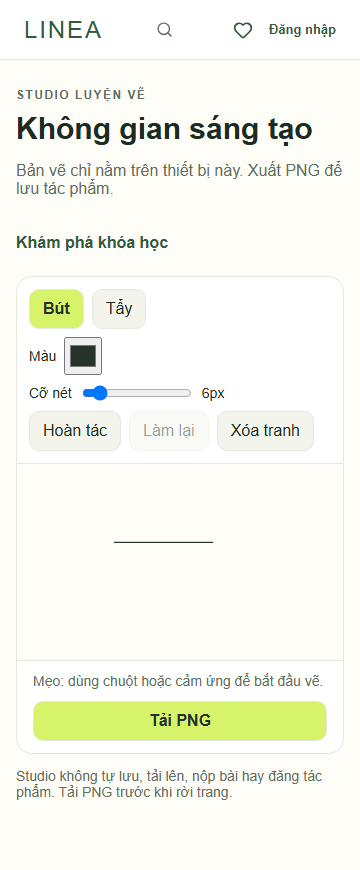 LINEA
Đăng nhập
STUDIO LUYỆN VẼ
Không gian sáng tạo
Bản vẽ chỉ nằm trên thiết bị này. Xuất PNG để
lưu tác phẩm.
Khám phá khóa học
Bút
Tẩy
Màu
Cỡ nét
6px
Hoàn tác
Làm lại
Xóa tranh
Mẹo: dùng chuột hoặc cảm ứng để bắt đầu vẽ.
Tải PNG
Studio không tự lưu, tải lên, nộp bài hay đăng tác
phẩm. Tải PNG trước khi rời trang.